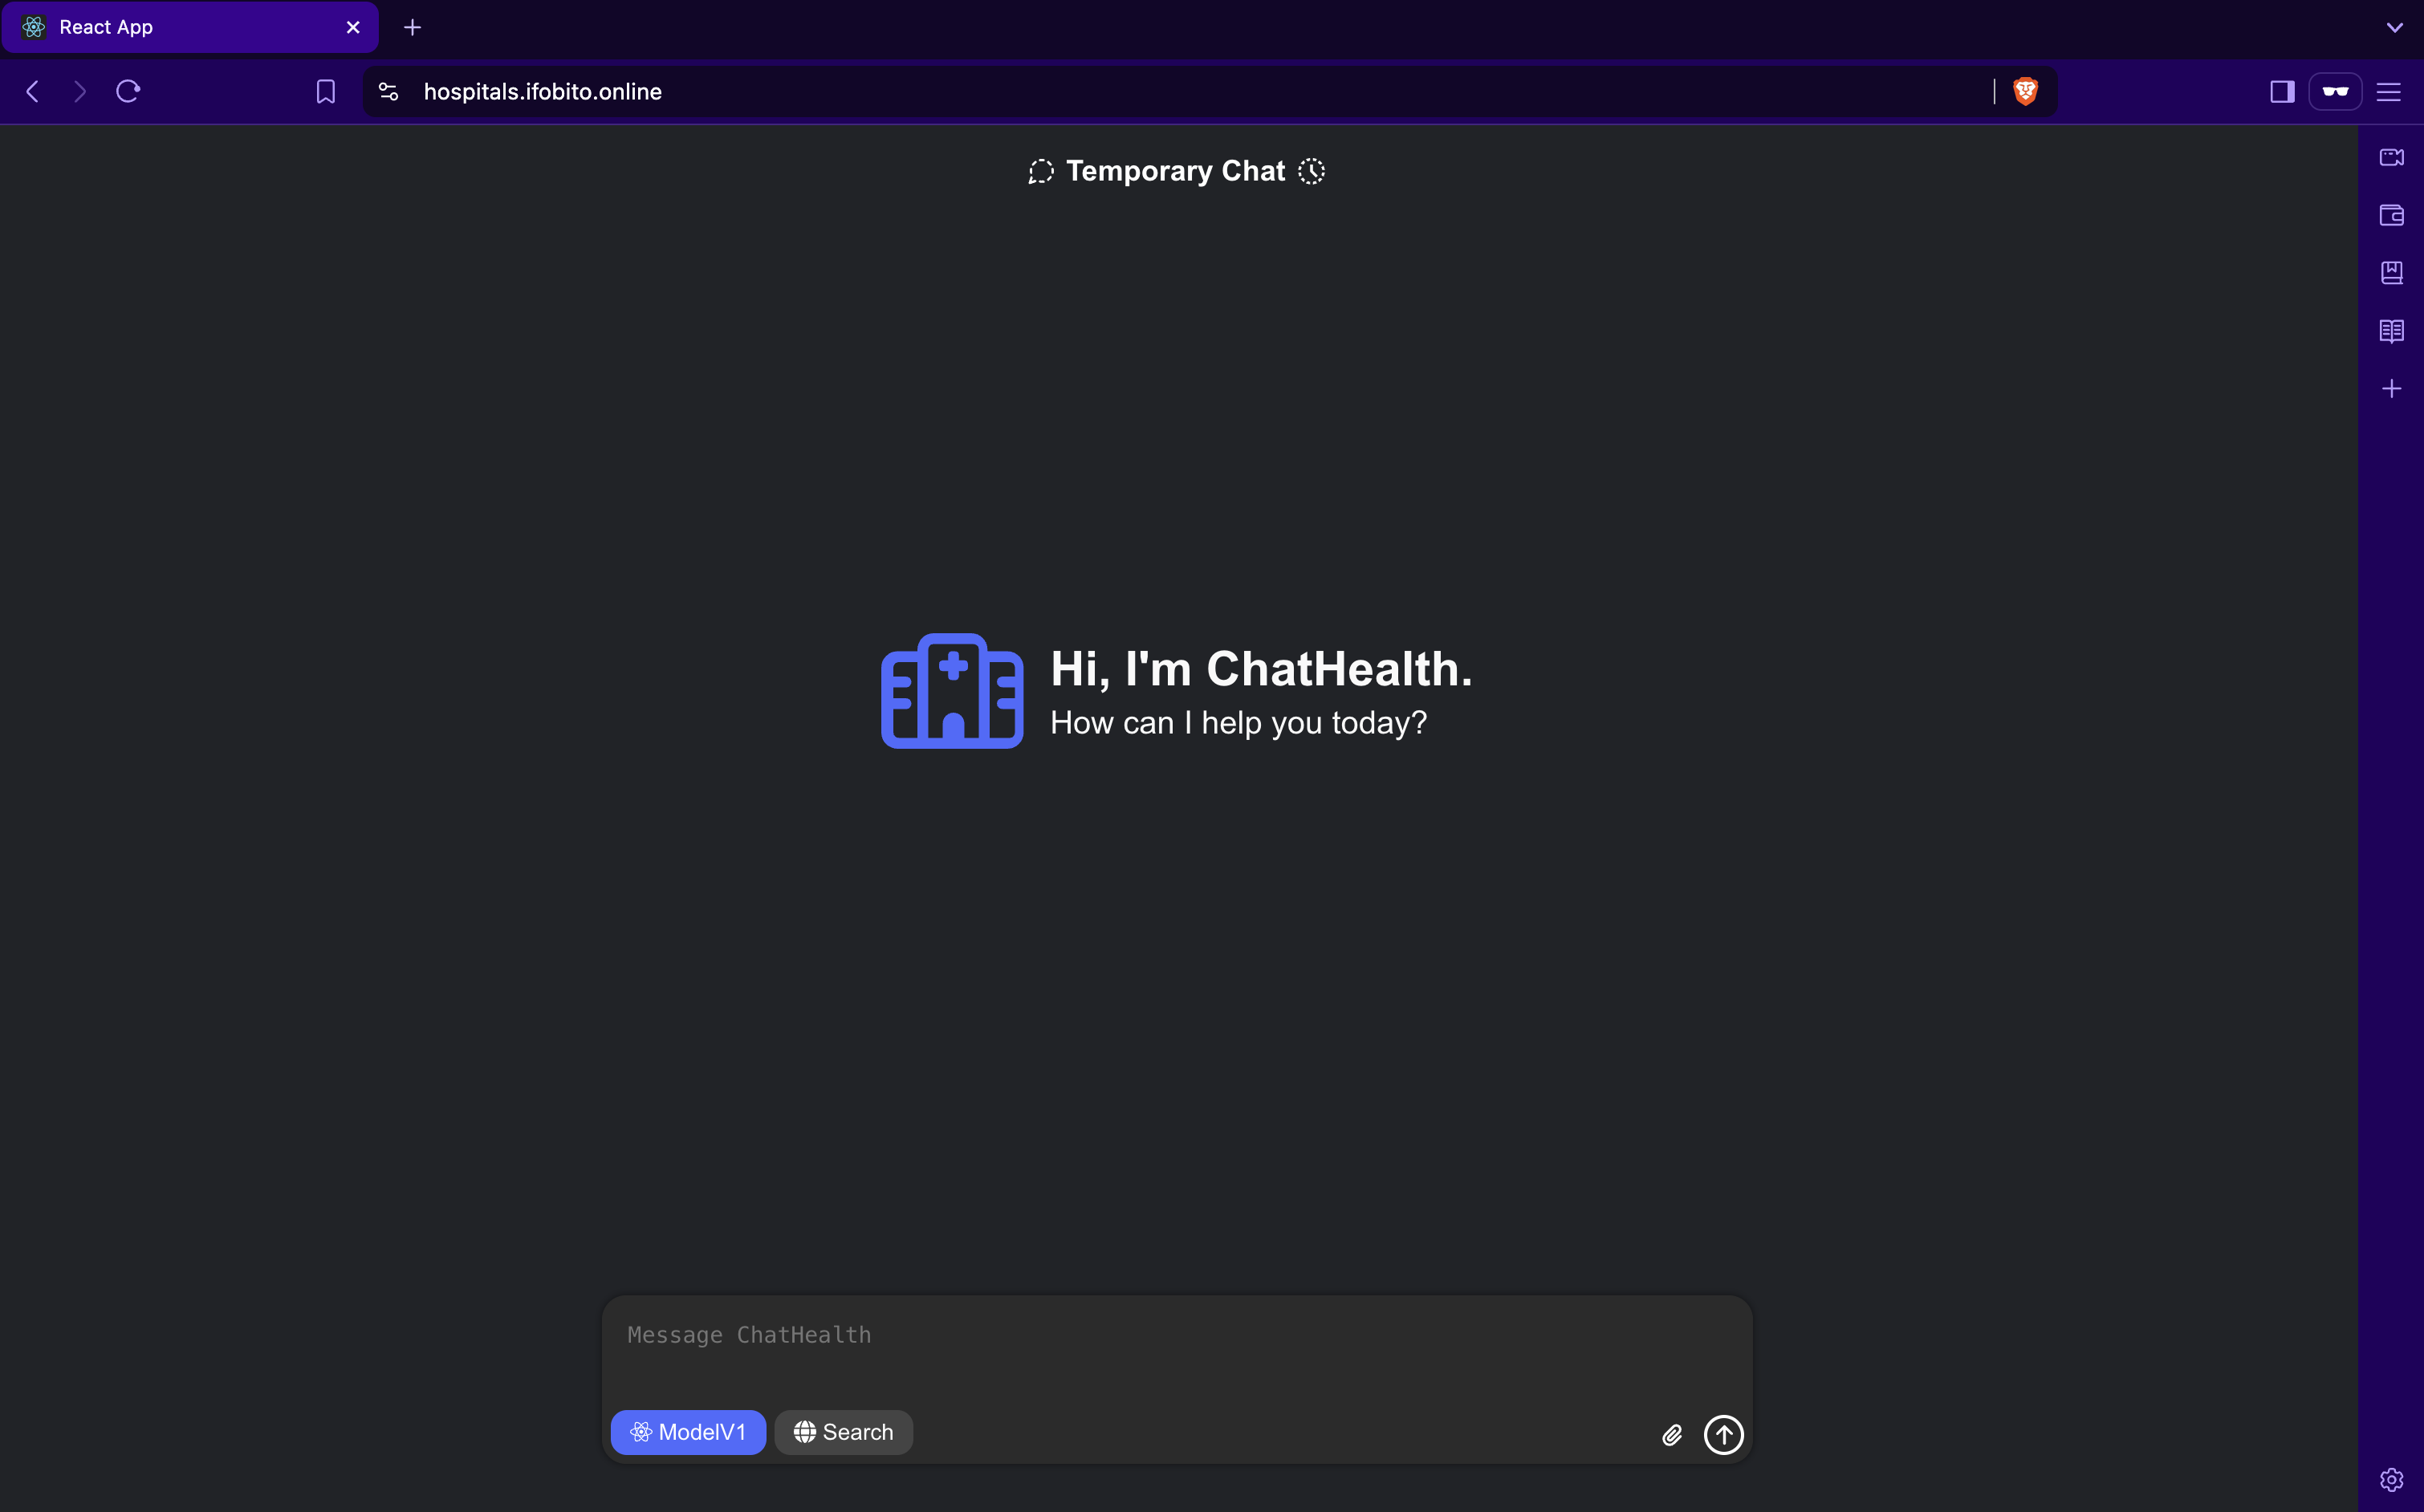 React App
hospitals.ifobito.online
Temporary Chat
Hi, I'm ChatHealth.
How can I help you today?
Message ChatHealth
ModelV1
Search